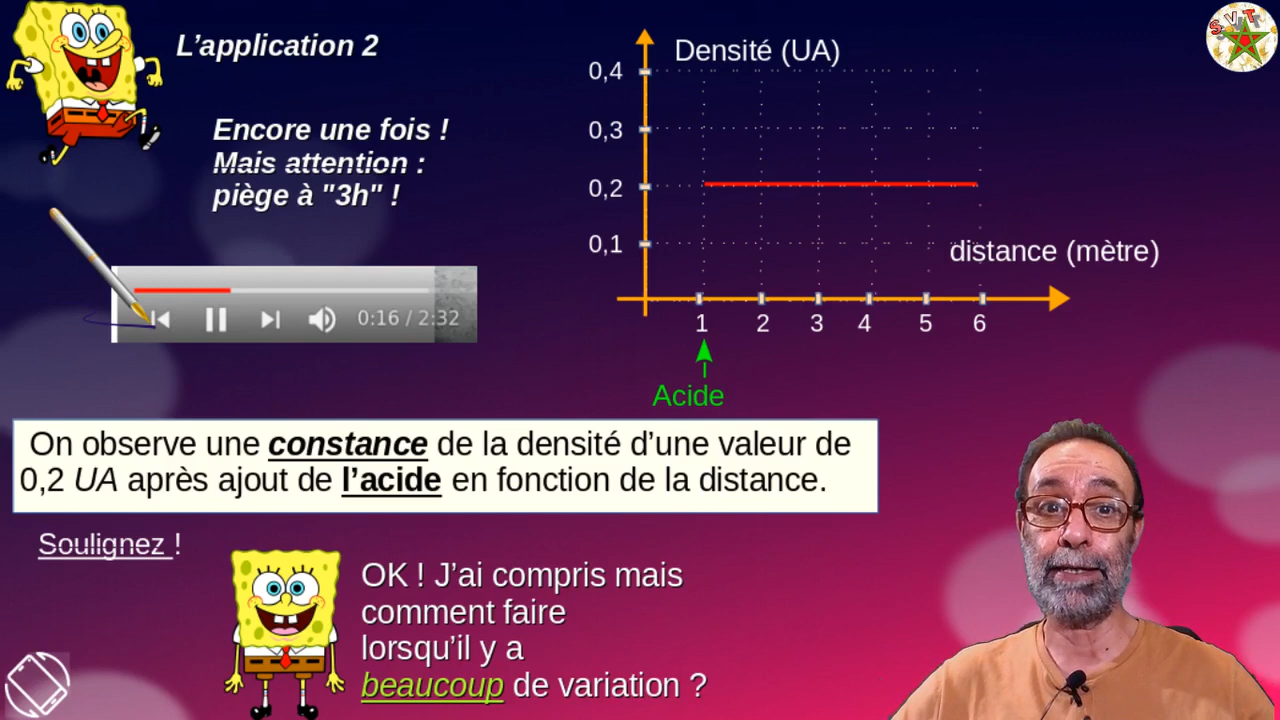 L'application 2
Encore une fois !
Mais attention :
piège à "3h" !
0:16 / 2:32
Densité (UA)
0,4
0,3
0,2
0,1
distance (mètre)
1 2 3 4 5 6
Acide
On observe une constance de la densité d'une valeur de
0,2 UA après ajout de l'acide en fonction de la distance.
Soulignez !
OK ! J'ai compris mais
comment faire
lorsqu'il y a
beaucoup de variation ?
SVT